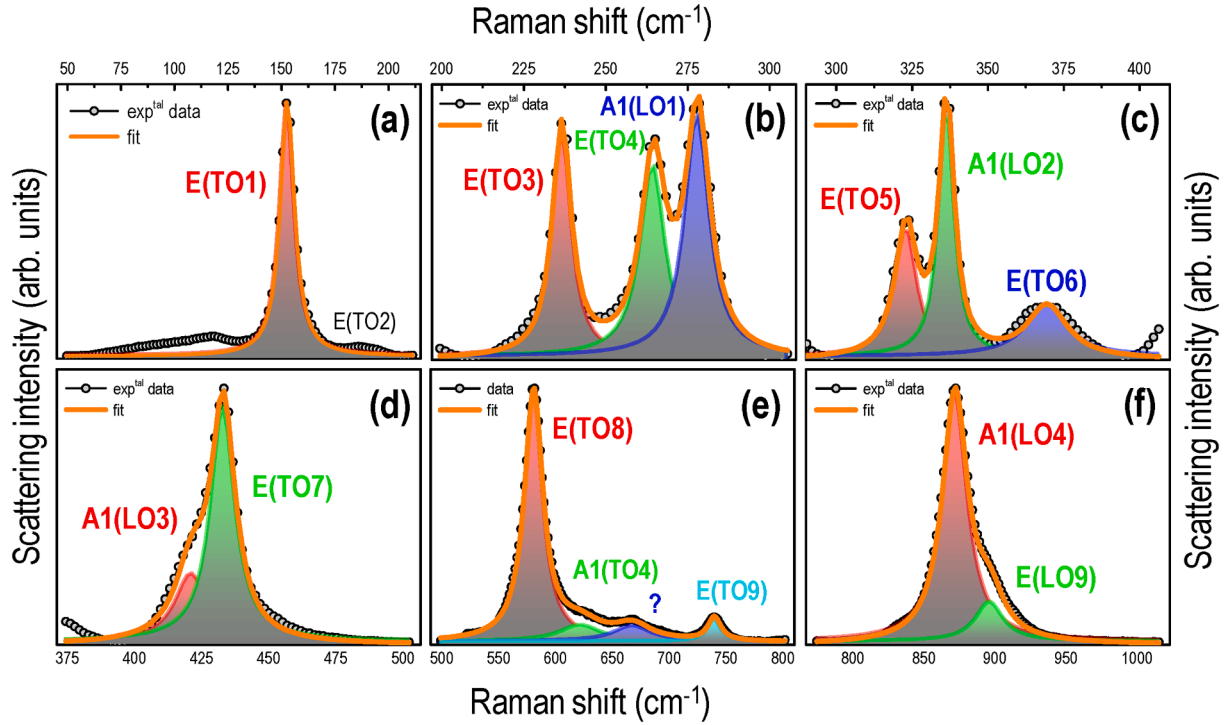 Raman shift (cm⁻¹)
50 75 100 125 150 175 200
200 220 240 260 280 300
300 325 350 375 400
exp^tal data
fit
(a)
E(TO1)
E(TO2)
exp^tal data
fit
(b)
A1(LO1)
E(TO4)
E(TO3)
exp^tal data
fit
(c)
A1(LO2)
E(TO5)
E(TO6)
Scattering intensity (arb. units)
Scattering intensity (arb. units)
exp^tal data
fit
(d)
E(TO7)
A1(LO3)
data
fit
(e)
E(TO8)
A1(TO4)
?
E(TO9)
exp^tal data
fit
(f)
A1(LO4)
E(LO9)
375 400 425 450 475 500
500 550 600 650 700 750 800
800 850 900 950 1000
Raman shift (cm⁻¹)